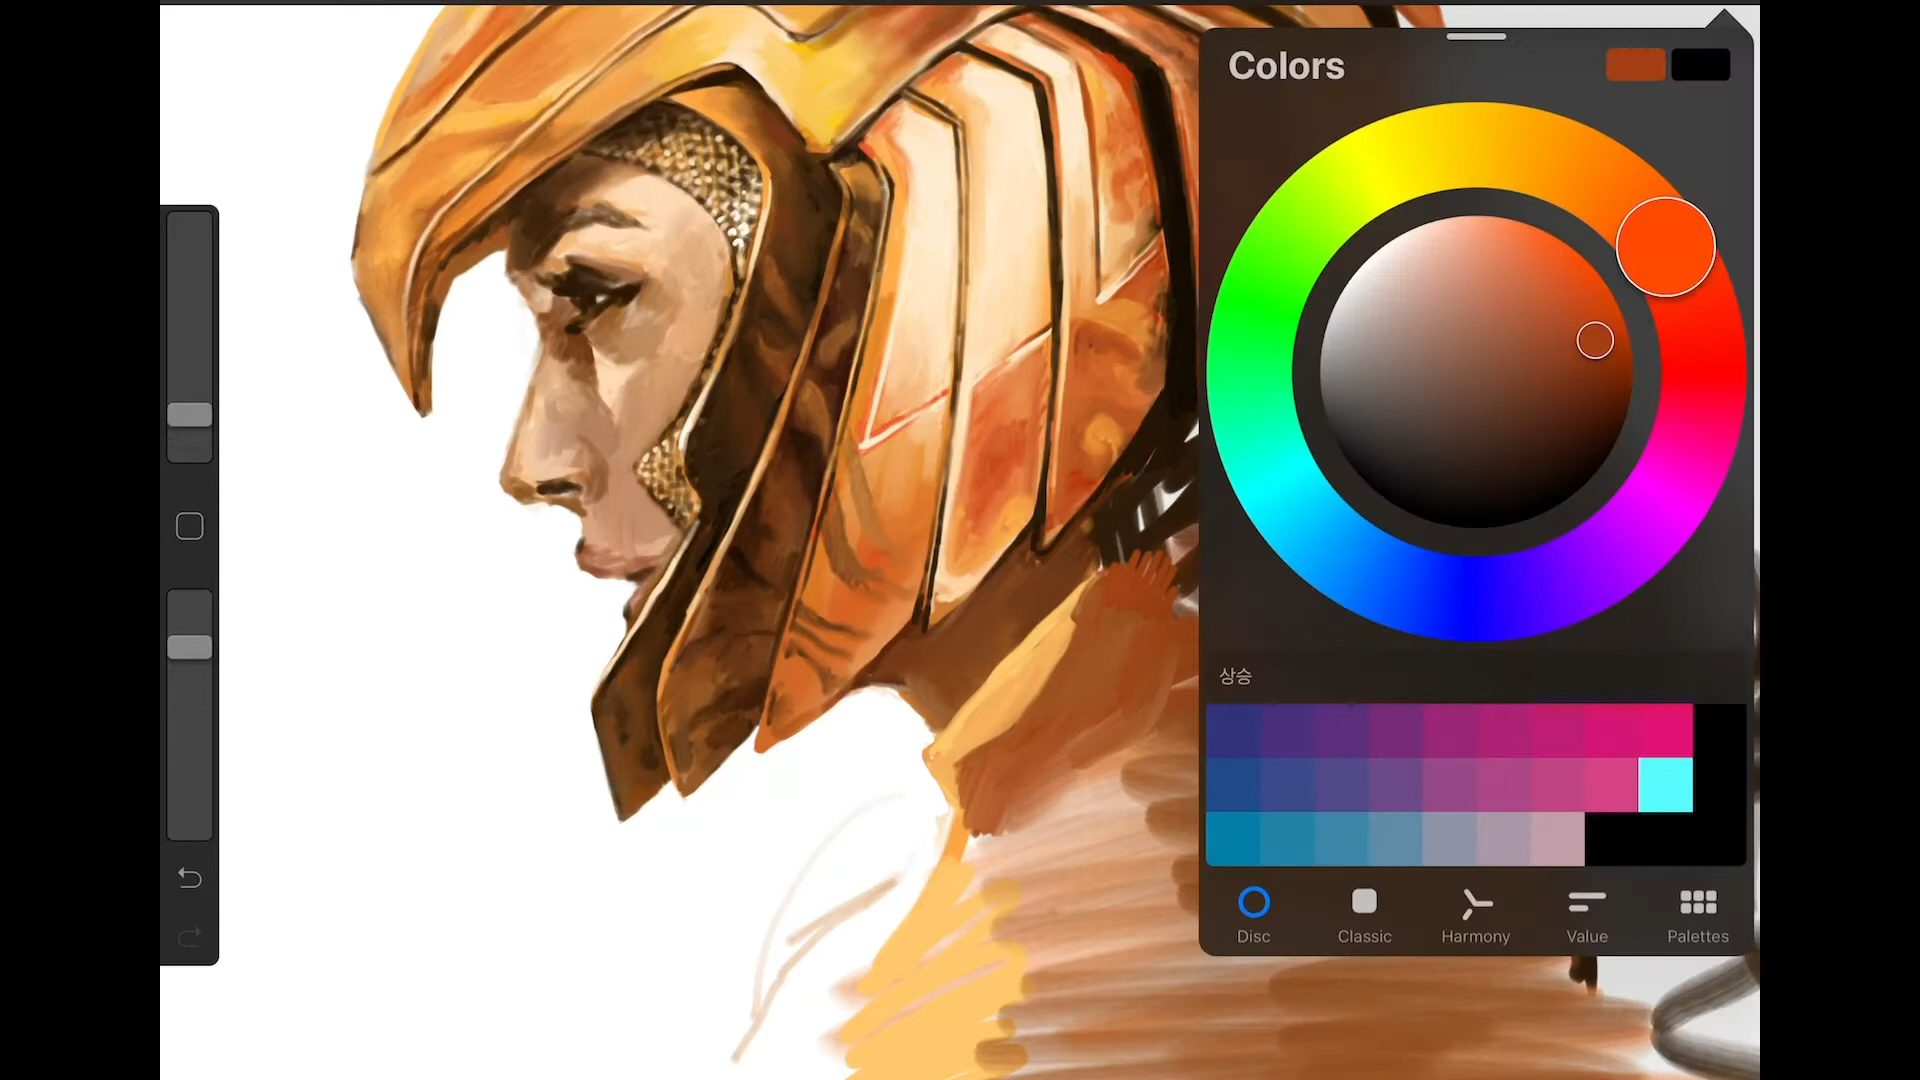 Colors
상승
Disc
Classic
Harmony
Value
Palettes